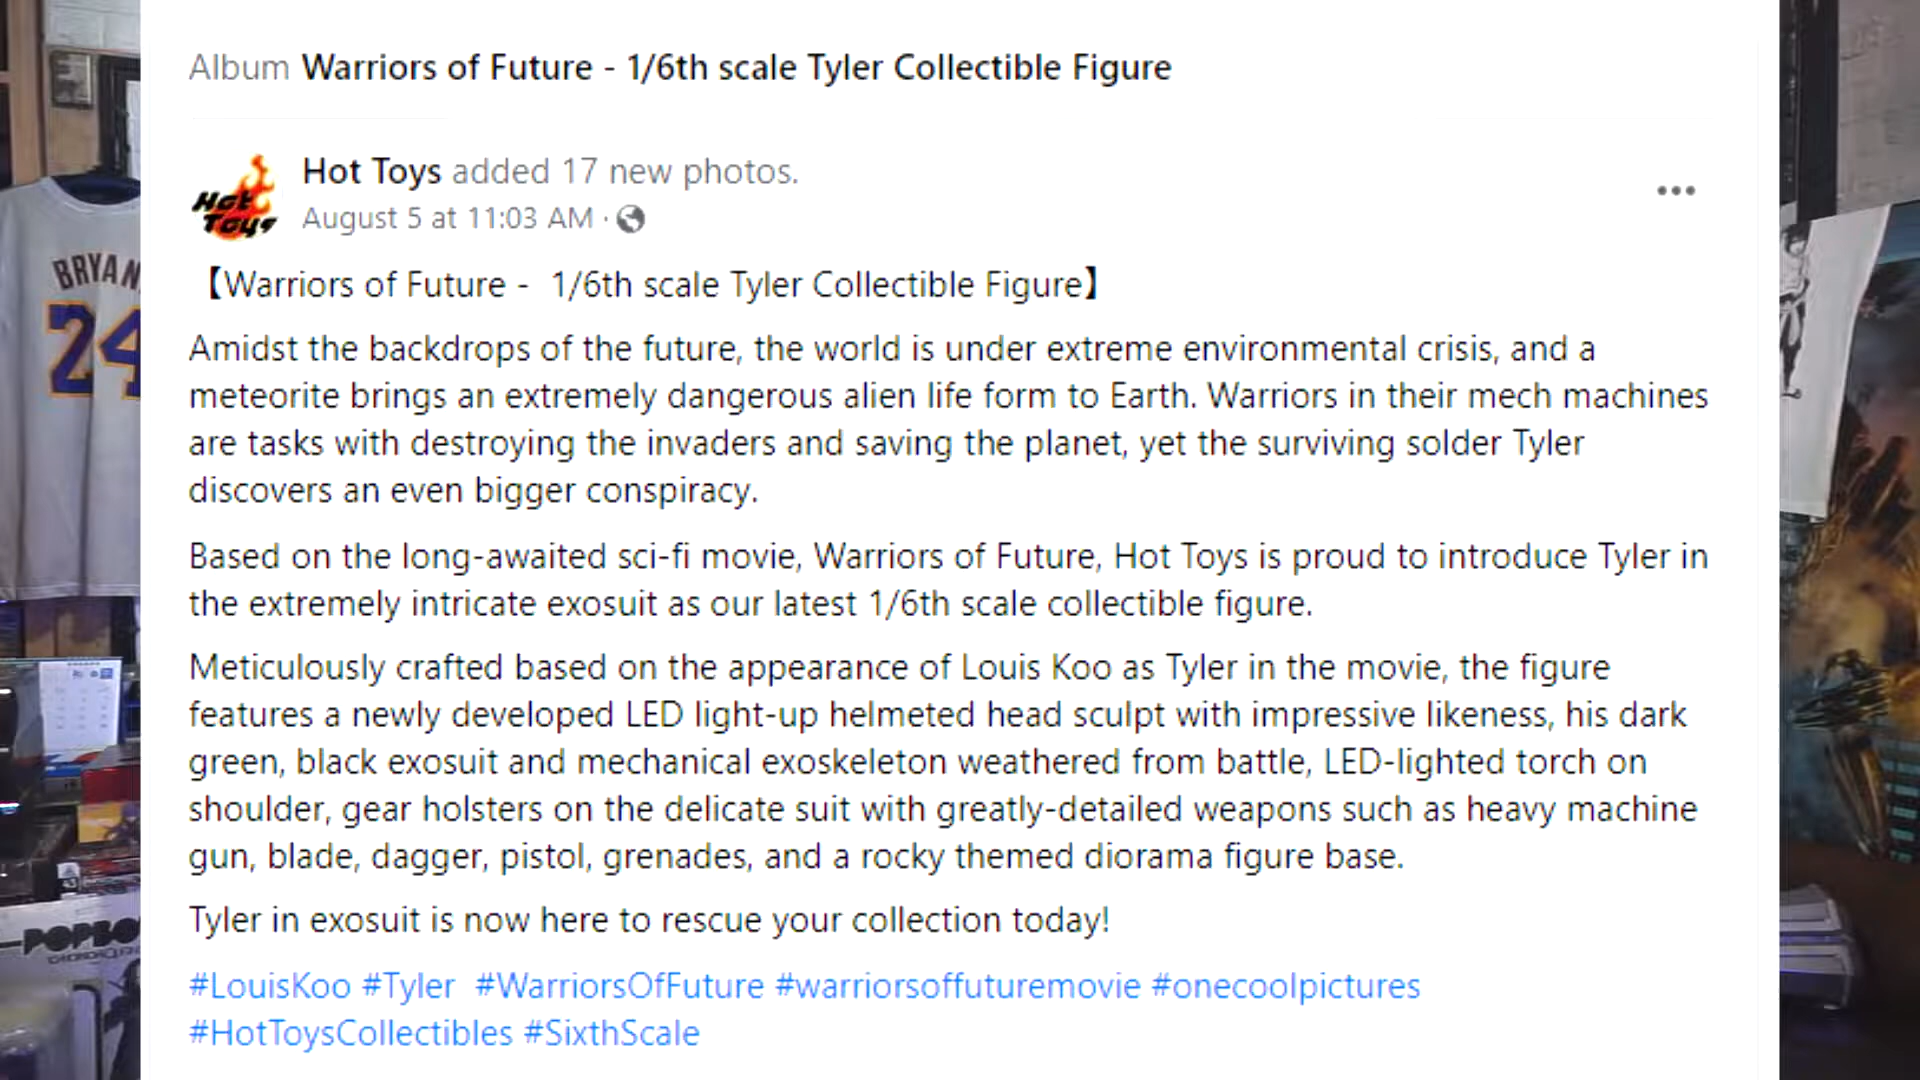 Album Warriors of Future - 1/6th scale Tyler Collectible Figure
Hot Toys added 17 new photos.
Hot
Toys
August 5 at 11:03 AM ·
【Warriors of Future -  1/6th scale Tyler Collectible Figure】
Amidst the backdrops of the future, the world is under extreme environmental crisis, and a
meteorite brings an extremely dangerous alien life form to Earth. Warriors in their mech machines
are tasks with destroying the invaders and saving the planet, yet the surviving solder Tyler
discovers an even bigger conspiracy.
Based on the long-awaited sci-fi movie, Warriors of Future, Hot Toys is proud to introduce Tyler in
the extremely intricate exosuit as our latest 1/6th scale collectible figure.
Meticulously crafted based on the appearance of Louis Koo as Tyler in the movie, the figure
features a newly developed LED light-up helmeted head sculpt with impressive likeness, his dark
green, black exosuit and mechanical exoskeleton weathered from battle, LED-lighted torch on
shoulder, gear holsters on the delicate suit with greatly-detailed weapons such as heavy machine
gun, blade, dagger, pistol, grenades, and a rocky themed diorama figure base.
Tyler in exosuit is now here to rescue your collection today!
#LouisKoo #Tyler  #WarriorsOfFuture #warriorsoffuturemovie #onecoolpictures
#HotToysCollectibles #SixthScale
BRYAN
24